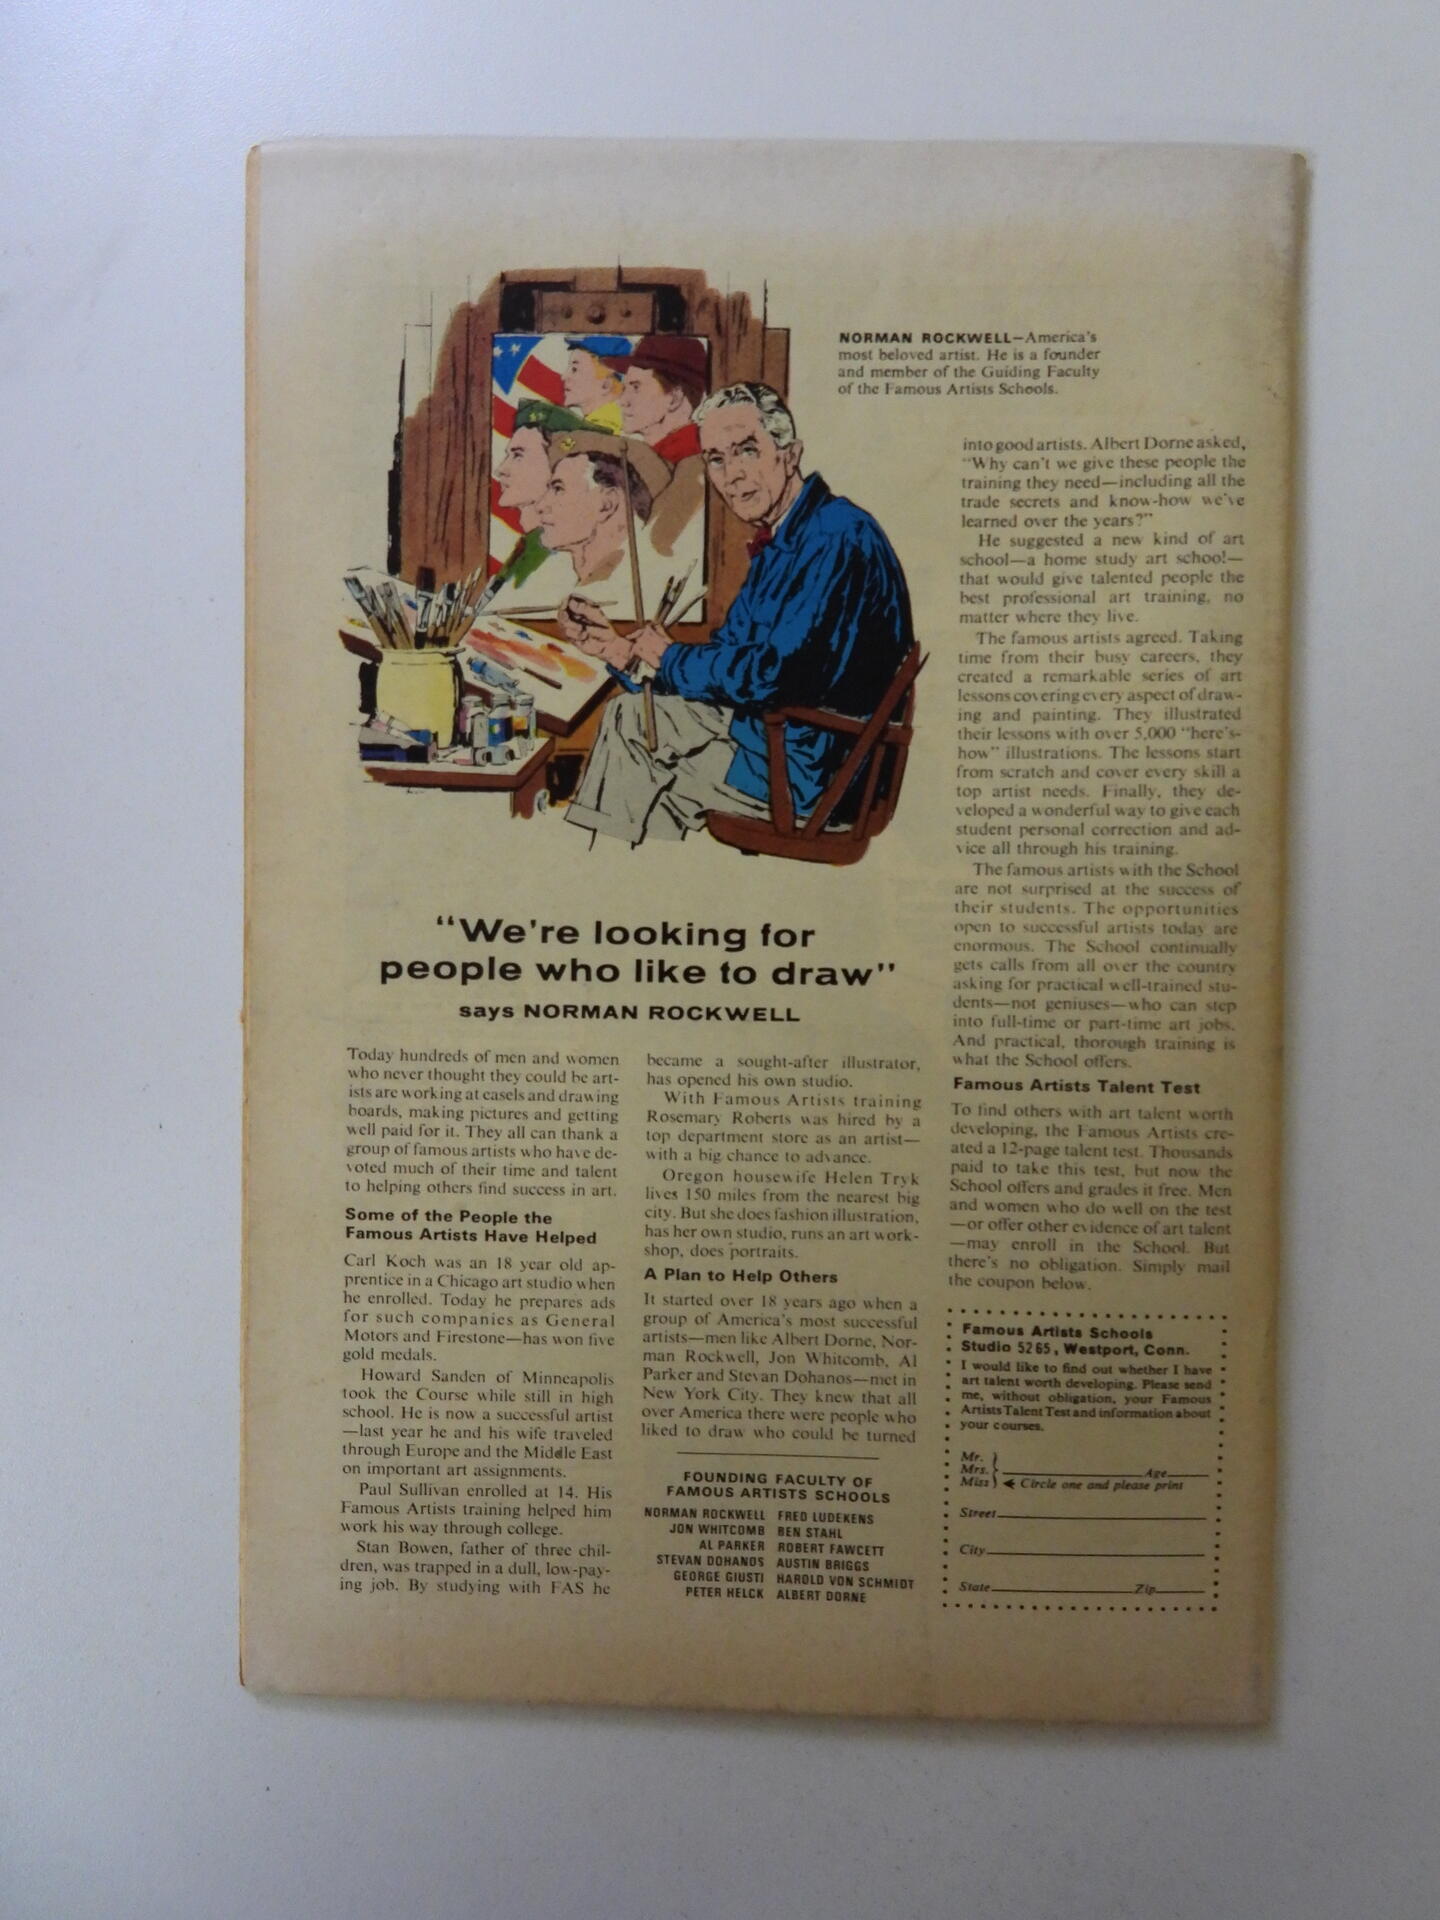 NORMAN ROCKWELL—America's
most beloved artist. He is a founder
and member of the Guiding Faculty
of the Famous Artists Schools.
"We're looking for
people who like to draw"
says NORMAN ROCKWELL
Today hundreds of men and women
who never thought they could be art-
ists are working at easels and drawing
boards, making pictures and getting
well paid for it. They all can thank a
group of famous artists who have de-
voted much of their time and talent
to helping others find success in art.
Some of the People the
Famous Artists Have Helped
Carl Koch was an 18 year old ap-
prentice in a Chicago art studio when
he enrolled. Today he prepares ads
for such companies as General
Motors and Firestone—has won five
gold medals.
Howard Sanden of Minneapolis
took the Course while still in high
school. He is now a successful artist
—last year he and his wife traveled
through Europe and the Middle East
on important art assignments.
Paul Sullivan enrolled at 14. His
Famous Artists training helped him
work his way through college.
Stan Bowen, father of three chil-
dren, was trapped in a dull, low-pay-
ing job. By studying with FAS he
became a sought-after illustrator,
has opened his own studio.
With Famous Artists training
Rosemary Roberts was hired by a
top department store as an artist—
with a big chance to advance.
Oregon housewife Helen Tryk
lives 150 miles from the nearest big
city. But she does fashion illustration,
has her own studio, runs an art work-
shop, does portraits.
A Plan to Help Others
It started over 18 years ago when a
group of America's most successful
artists—men like Albert Dorne, Nor-
man Rockwell, Jon Whitcomb, Al
Parker and Stevan Dohanos—met in
New York City. They knew that all
over America there were people who
liked to draw who could be turned
FOUNDING FACULTY OF
FAMOUS ARTISTS SCHOOLS
NORMAN ROCKWELL FRED LUDEKENS
JON WHITCOMB BEN STAHL
AL PARKER ROBERT FAWCETT
STEVAN DOHANOS AUSTIN BRIGGS
GEORGE GIUSTI HAROLD VON SCHMIDT
PETER HELCK ALBERT DORNE
into good artists. Albert Dorne asked,
"Why can't we give these people the
training they need—including all the
trade secrets and know-how we've
learned over the years?"
He suggested a new kind of art
school—a home study art school—
that would give talented people the
best professional art training, no
matter where they live.
The famous artists agreed. Taking
time from their busy careers, they
created a remarkable series of art
lessons covering every aspect of draw-
ing and painting. They illustrated
their lessons with over 5,000 "here's-
how" illustrations. The lessons start
from scratch and cover every skill a
top artist needs. Finally, they de-
veloped a wonderful way to give each
student personal correction and ad-
vice all through his training.
The famous artists with the School
are not surprised at the success of
their students. The opportunities
open to successful artists today are
enormous. The School continually
gets calls from all over the country
asking for practical well-trained stu-
dents—not geniuses—who can step
into full-time or part-time art jobs.
And practical, thorough training is
what the School offers.
Famous Artists Talent Test
To find others with art talent worth
developing, the Famous Artists cre-
ated a 12-page talent test. Thousands
paid to take this test, but now the
School offers and grades it free. Men
and women who do well on the test
—or offer other evidence of art talent
—may enroll in the School. But
there's no obligation. Simply mail
the coupon below.
Famous Artists Schools
Studio 5265, Westport, Conn.
I would like to find out whether I have
art talent worth developing. Please send
me, without obligation, your Famous
Artists Talent Test and information about
your courses.
Mr.
Mrs. Age
Miss Circle one and please print
Street
City
State Zip